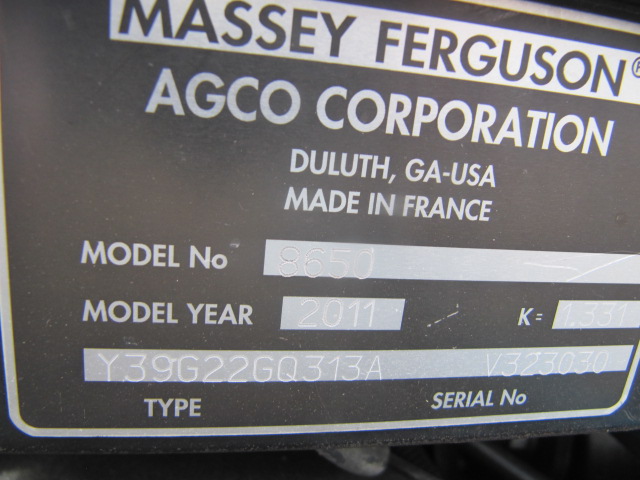 MASSEY FERGUSON®
AGCO CORPORATION
DULUTH, GA-USA
MADE IN FRANCE
MODEL No 8650
MODEL YEAR 2011 K= 1.331
Y39G22GQ313A V323030
TYPE SERIAL No